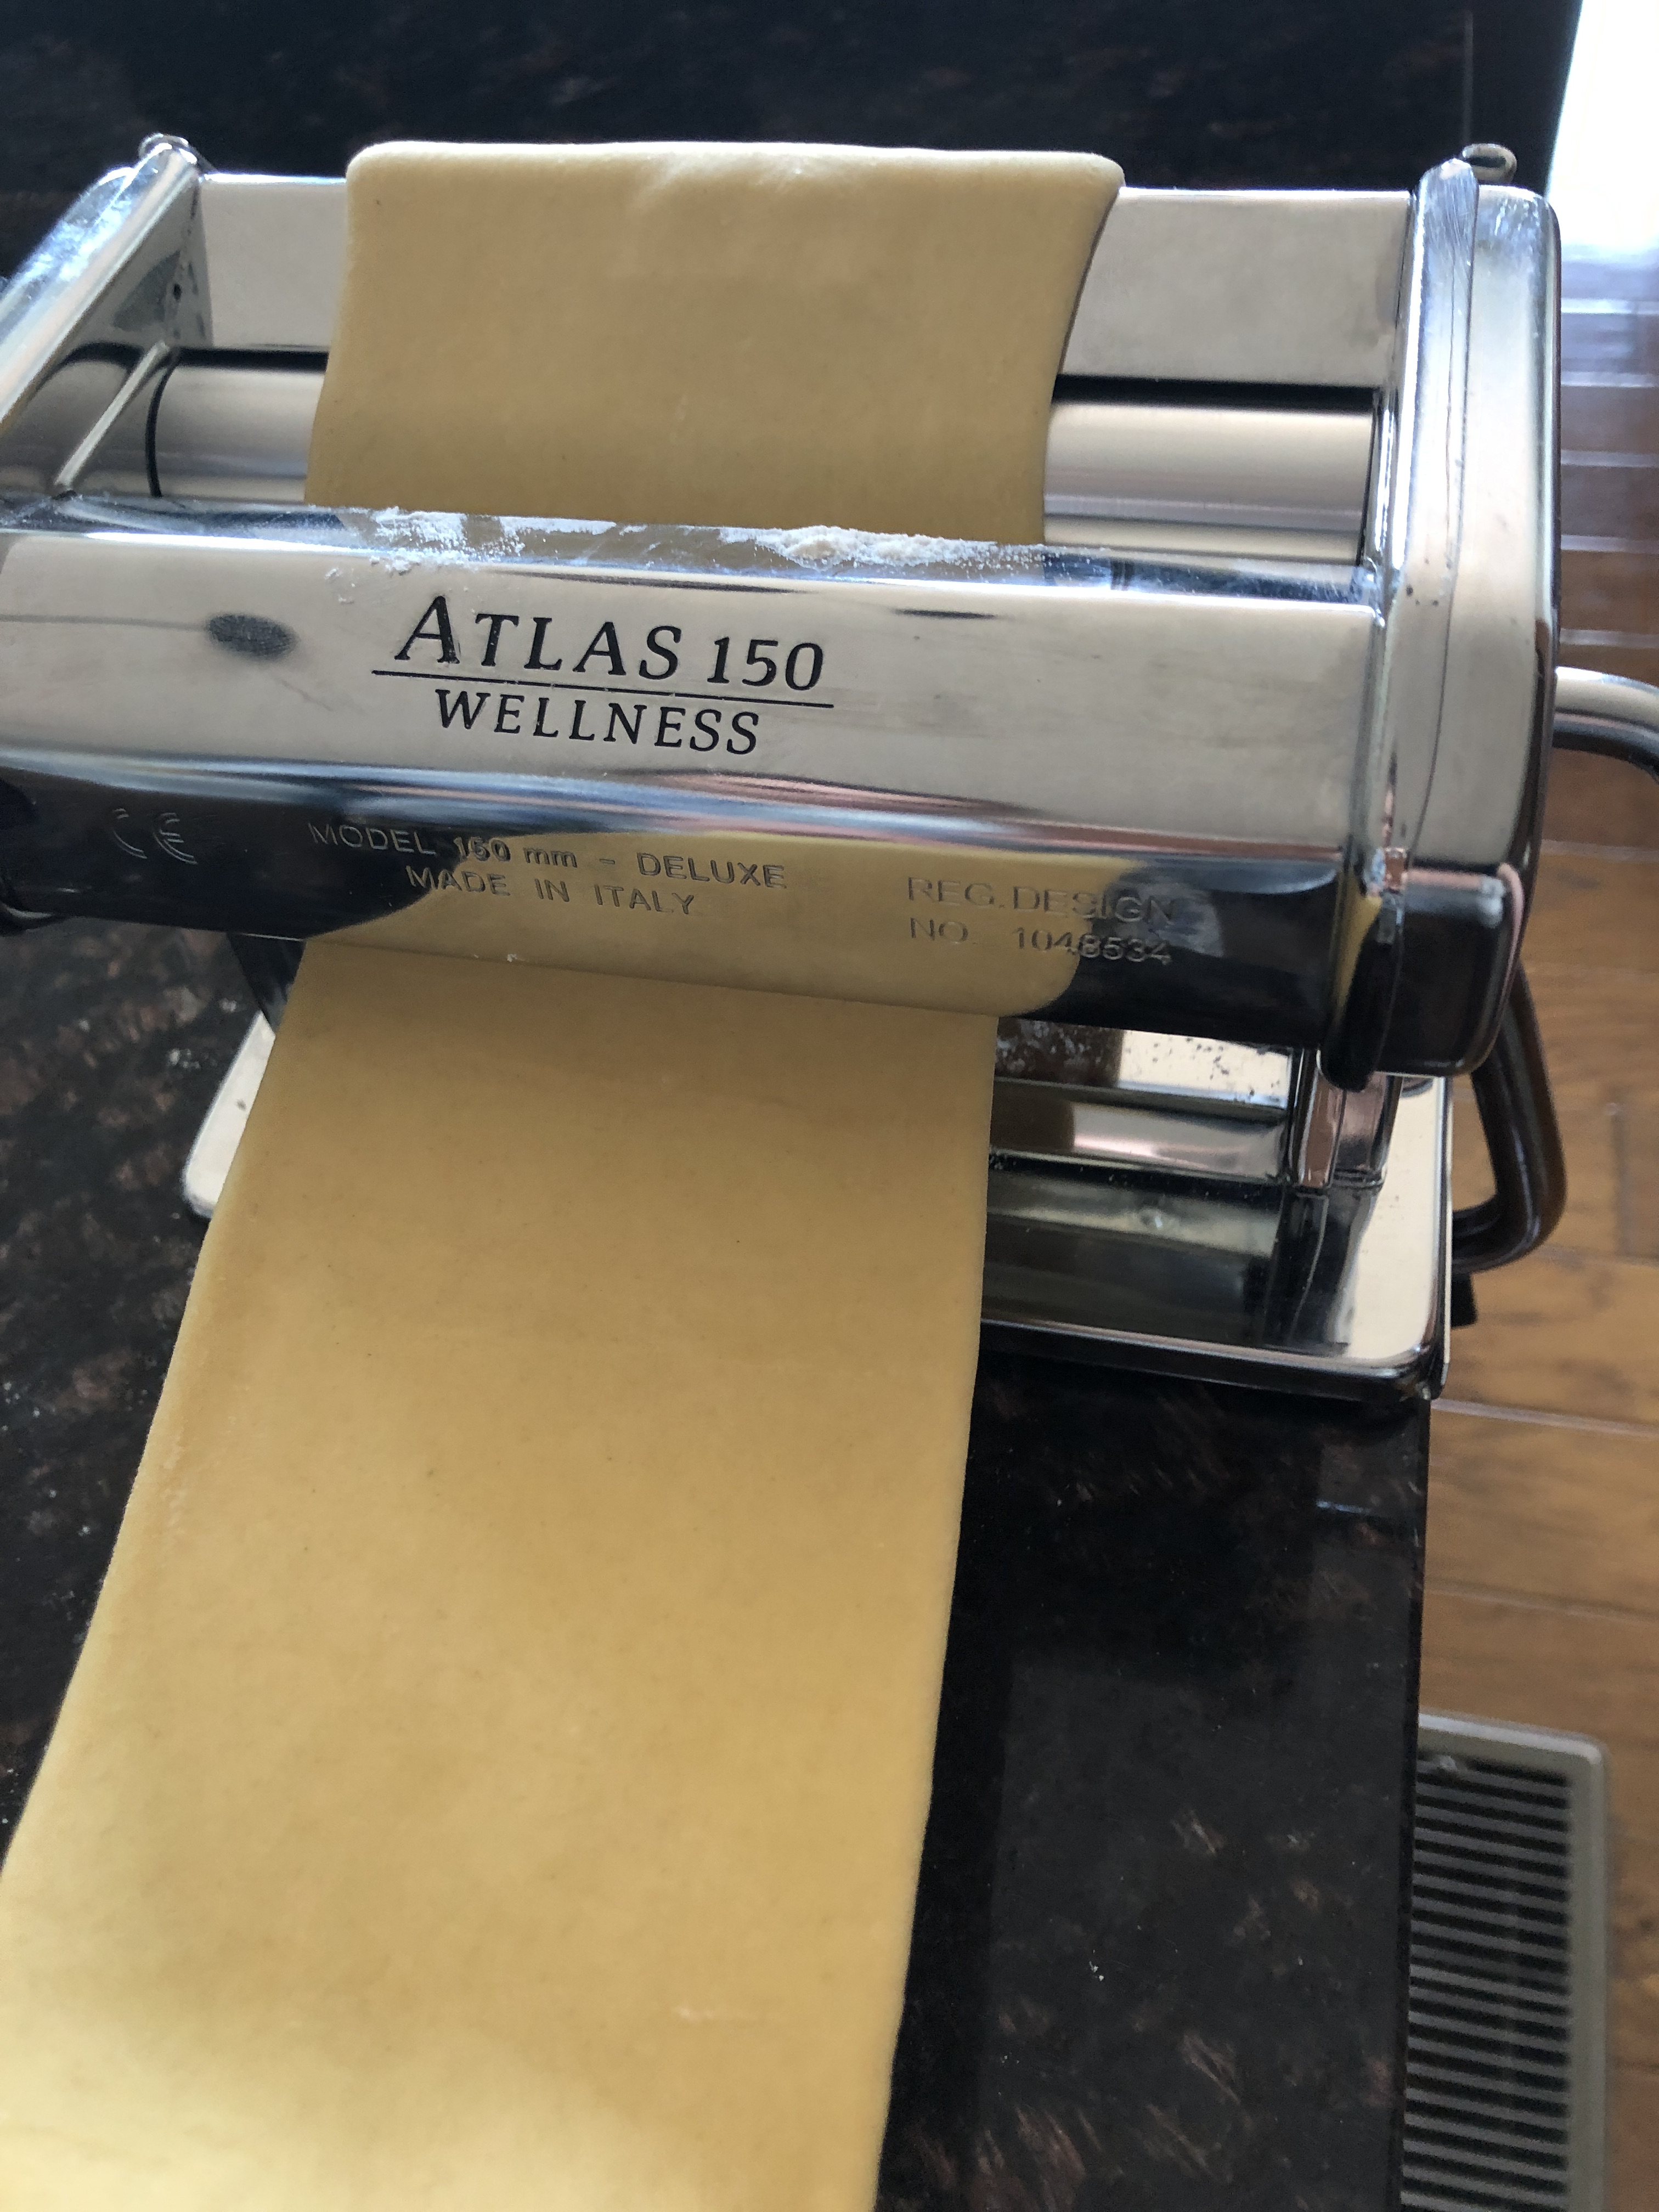 ATLAS 150
WELLNESS
CE
MODEL 150 mm - DELUXE
MADE IN ITALY
REG. DESIGN
NO. 1048534